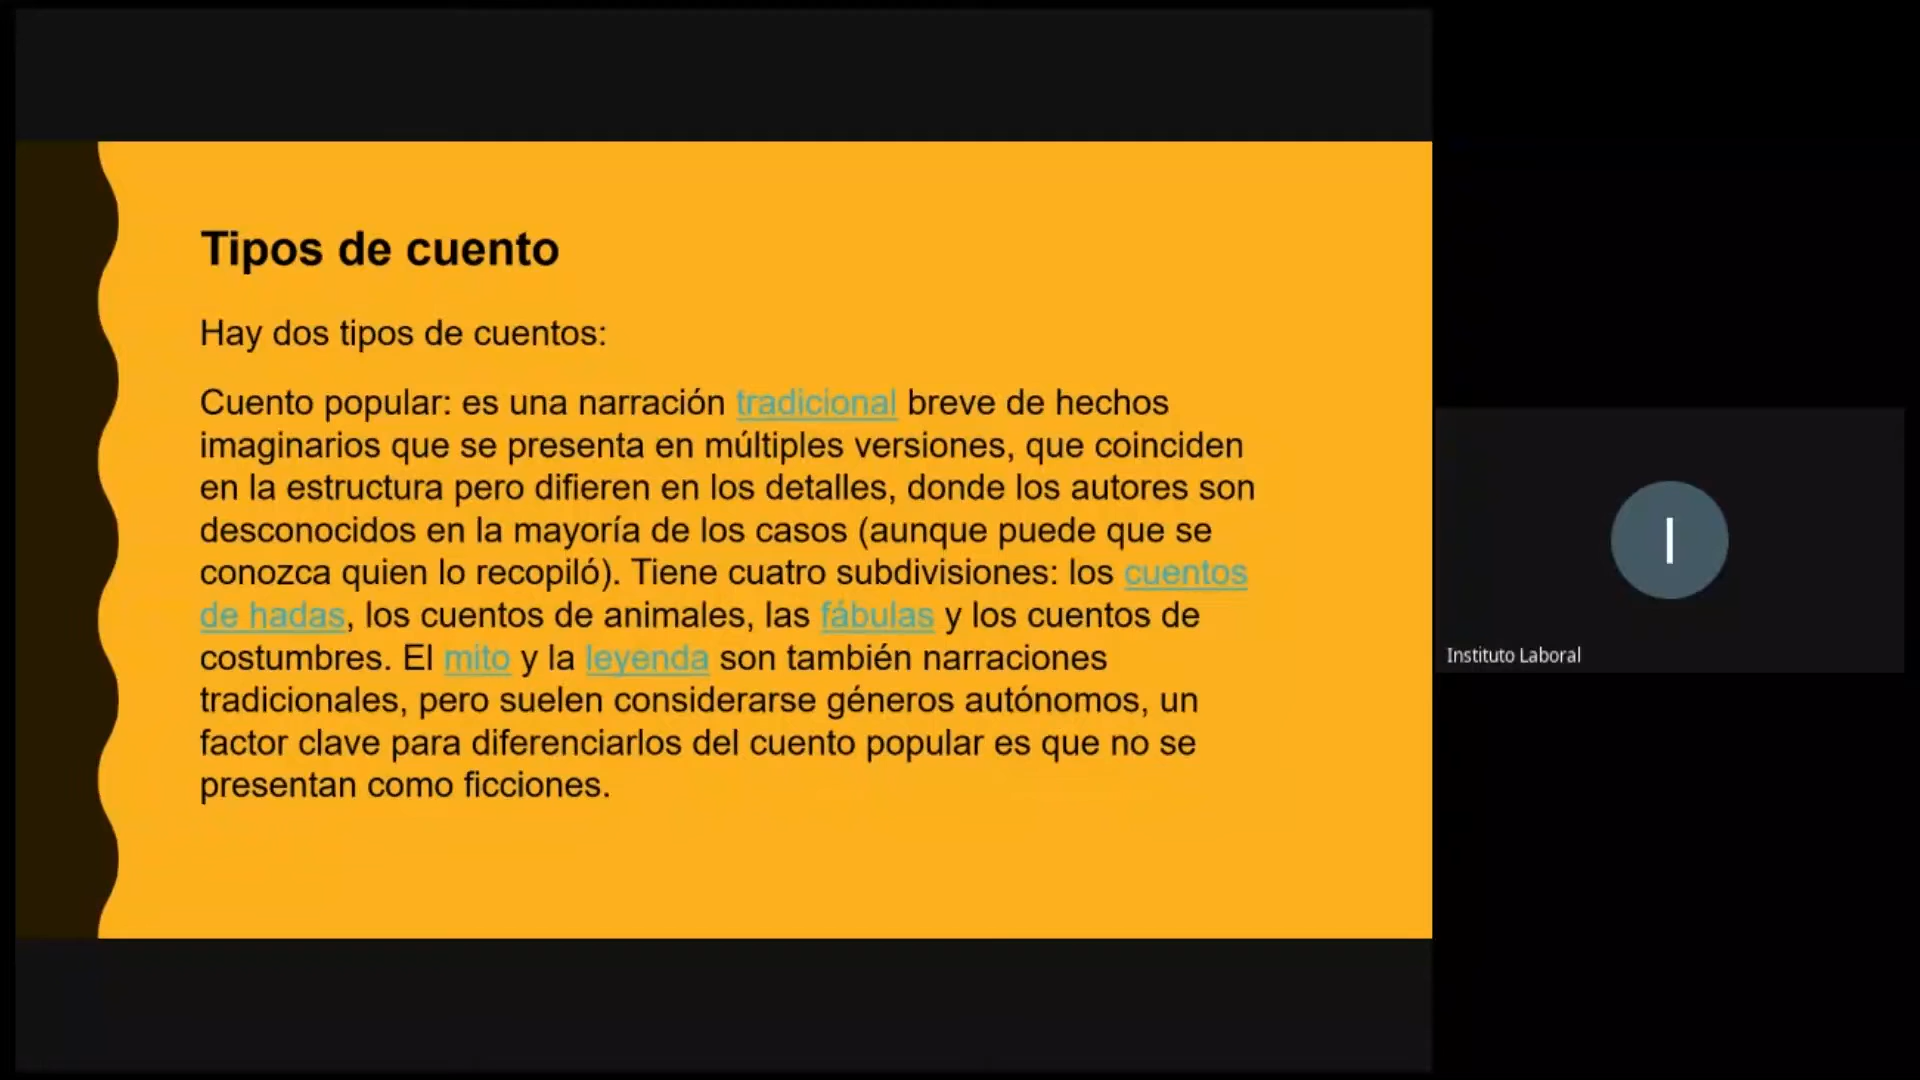 Tipos de cuento
Hay dos tipos de cuentos:
Cuento popular: es una narración tradicional breve de hechos
imaginarios que se presenta en múltiples versiones, que coinciden
en la estructura pero difieren en los detalles, donde los autores son
desconocidos en la mayoría de los casos (aunque puede que se
conozca quien lo recopiló). Tiene cuatro subdivisiones: los cuentos
de hadas, los cuentos de animales, las fábulas y los cuentos de
costumbres. El mito y la leyenda son también narraciones
tradicionales, pero suelen considerarse géneros autónomos, un
factor clave para diferenciarlos del cuento popular es que no se
presentan como ficciones.
I
Instituto Laboral